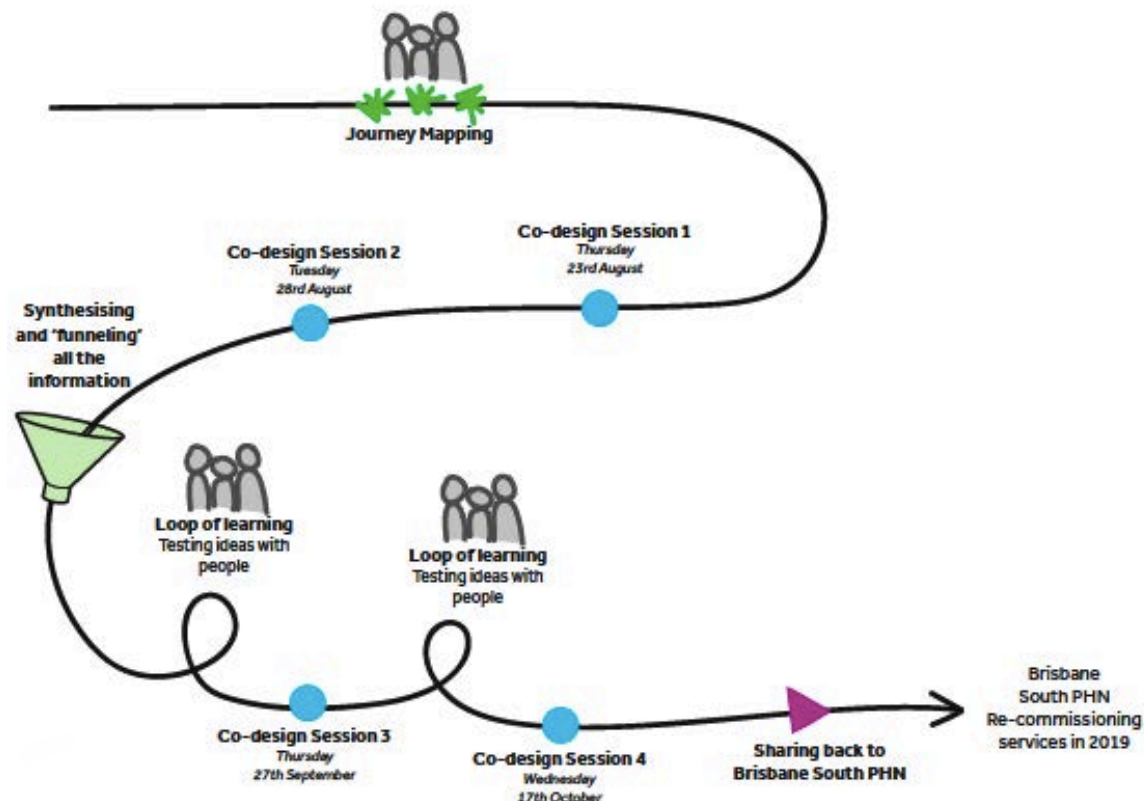 Journey Mapping
Co-design Session 1
Thursday
23rd August
Co-design Session 2
Tuesday
28rd August
Synthesising
and "funneling"
all the
information
Loop of learning
Testing ideas with
people
Loop of learning
Testing ideas with
people
Co-design Session 3
Thursday
27th September
Co-design Session 4
Wednesday
17th October
Sharing back to
Brisbane South PHN
Brisbane
South PHN
Re-commissioning
services in 2019